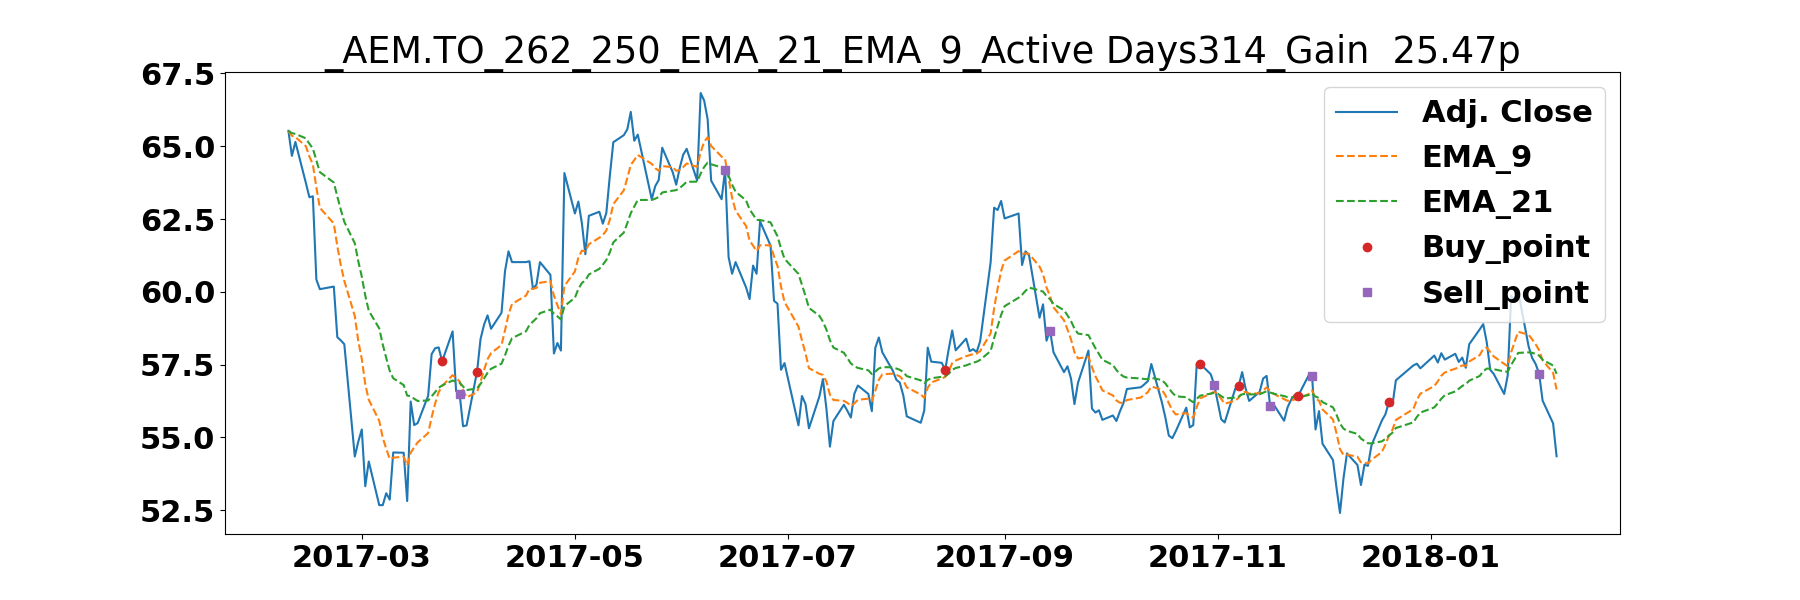 _AEM.TO_262_250_EMA_21_EMA_9_Active Days314_Gain  25.47p
67.5
65.0
62.5
60.0
57.5
55.0
52.5
Adj. Close
EMA_9
EMA_21
Buy_point
Sell_point
2017-03 2017-05 2017-07 2017-09 2017-11 2018-01